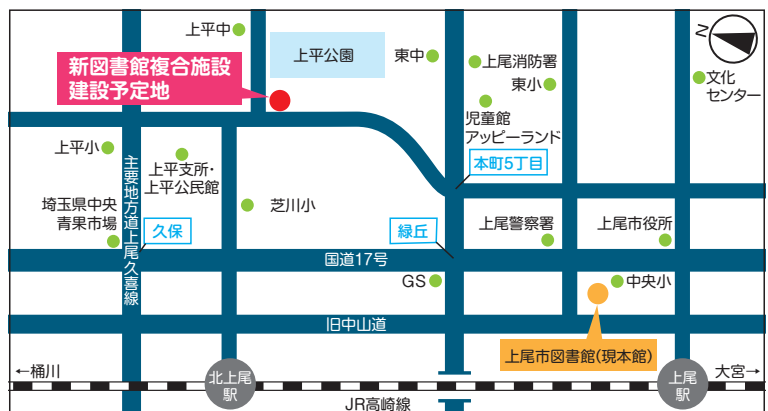 上平中
新図書館複合施設
建設予定地
上平公園
東中
上尾消防署
東小
児童館
アッピーランド
N
文化
センター
上平小
上平支所・
上平公民館
主要地方道上尾久喜線
埼玉県中央
青果市場
久保
芝川小
本町5丁目
緑丘
上尾警察署
上尾市役所
国道17号
GS
中央小
旧中山道
上尾市図書館(現本館)
←桶川
北上尾
駅
上尾
駅
大宮→
JR高崎線